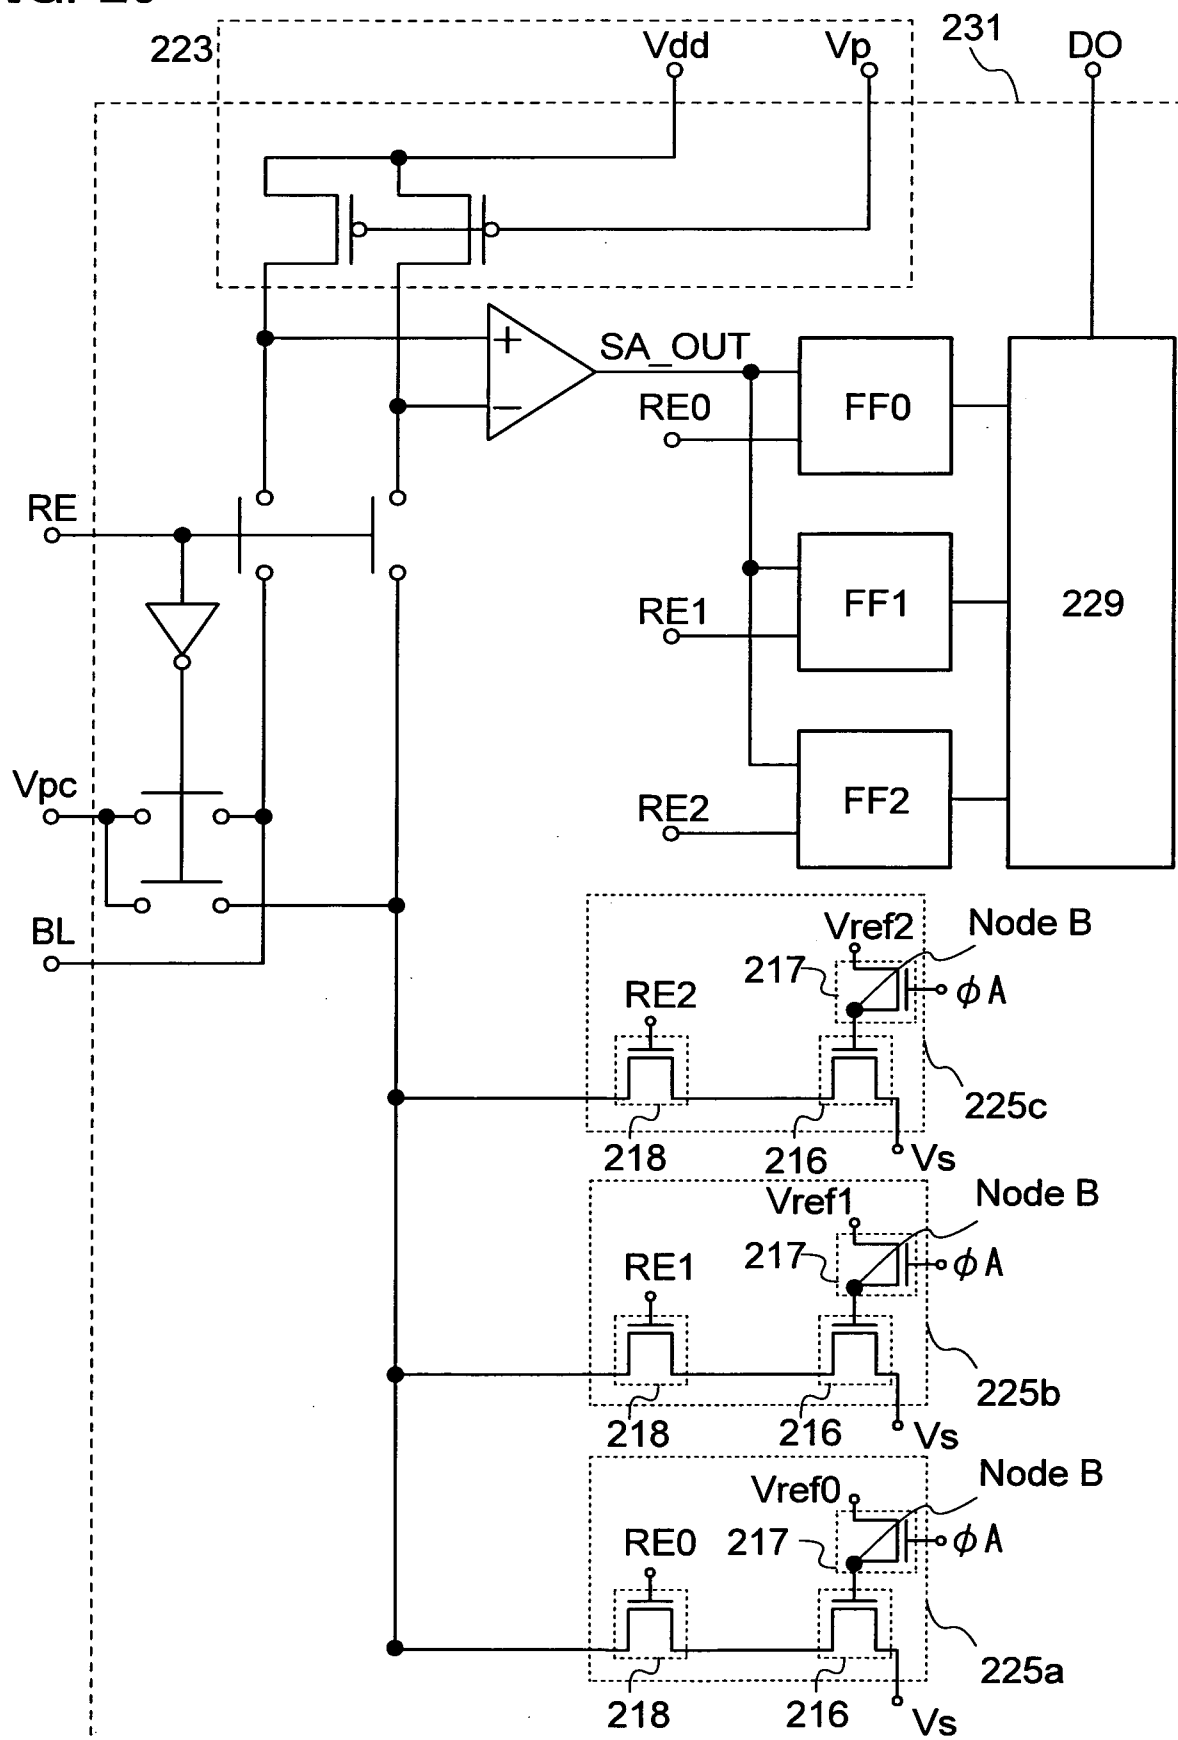 223
Vdd
Vp
231
DO
+
−
SA_OUT
RE0
FF0
RE
RE1
FF1
229
Vpc
RE2
FF2
BL
Vref2
Node B
217
φA
RE2
225c
218
216
Vs
Vref1
Node B
217
φA
RE1
225b
218
216
Vs
Vref0
Node B
217
φA
RE0
225a
218
216
Vs